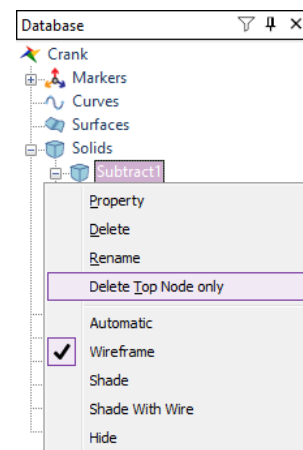 Database
Crank
Markers
Curves
Surfaces
Solids
Subtract1
Property
Delete
Rename
Delete Top Node only
Automatic
Wireframe
Shade
Shade With Wire
Hide